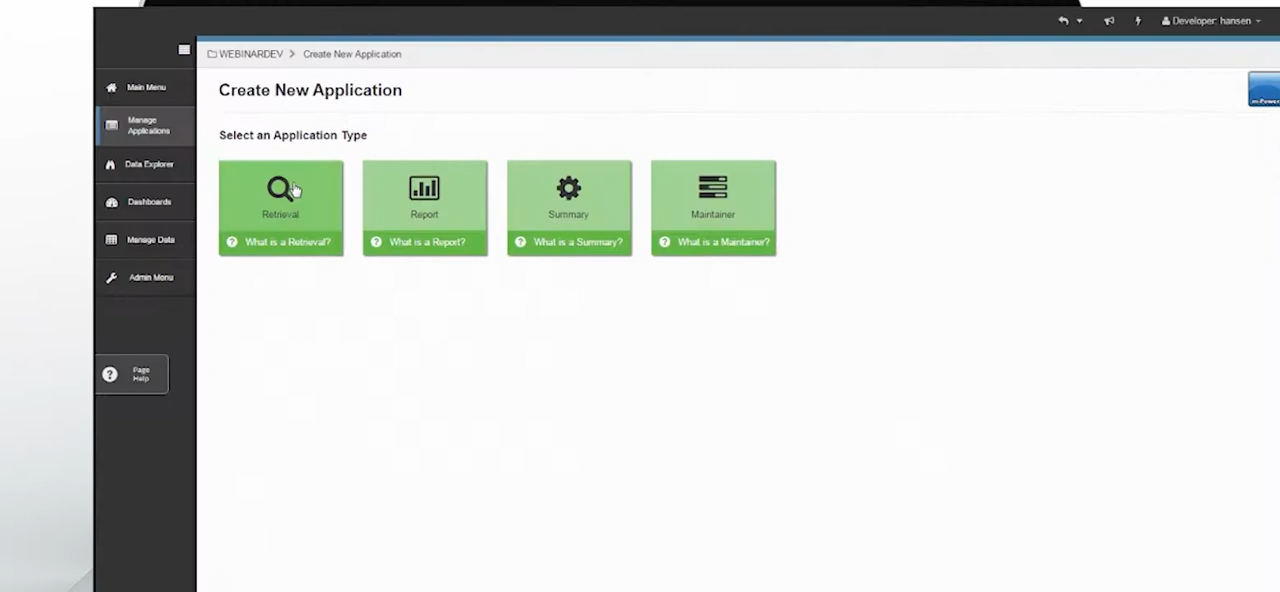 Developer: hansen
WEBINARDEV > Create New Application
Main Menu
Manage
Applications
Data Explorer
Dashboards
Manage Data
Admin Menu
Page
Help
Create New Application
Select an Application Type
Retrieval
What is a Retrieval?
Report
What is a Report?
Summary
What is a Summary?
Maintainer
What is a Maintainer?
m-Power